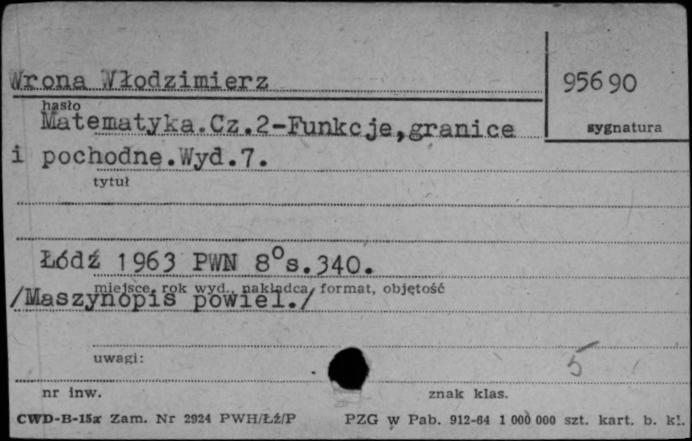 Wrona Włodzimierz
95690
hasło
sygnatura
Matematyka.Cz.2-Funkcje,granice
i pochodne.Wyd.7.
tytuł
Łódź 1963 PWN 8°s.340.
miejsce, rok wyd., nakładca, format, objętość
/Maszynopis powiel./
uwagi:
5
nr inw.
znak klas.
CWD-B-15a Zam. Nr 2924 PWH/Łź/P PZG w Pab. 912-64 1 000 000 szt. kart. b. kl.